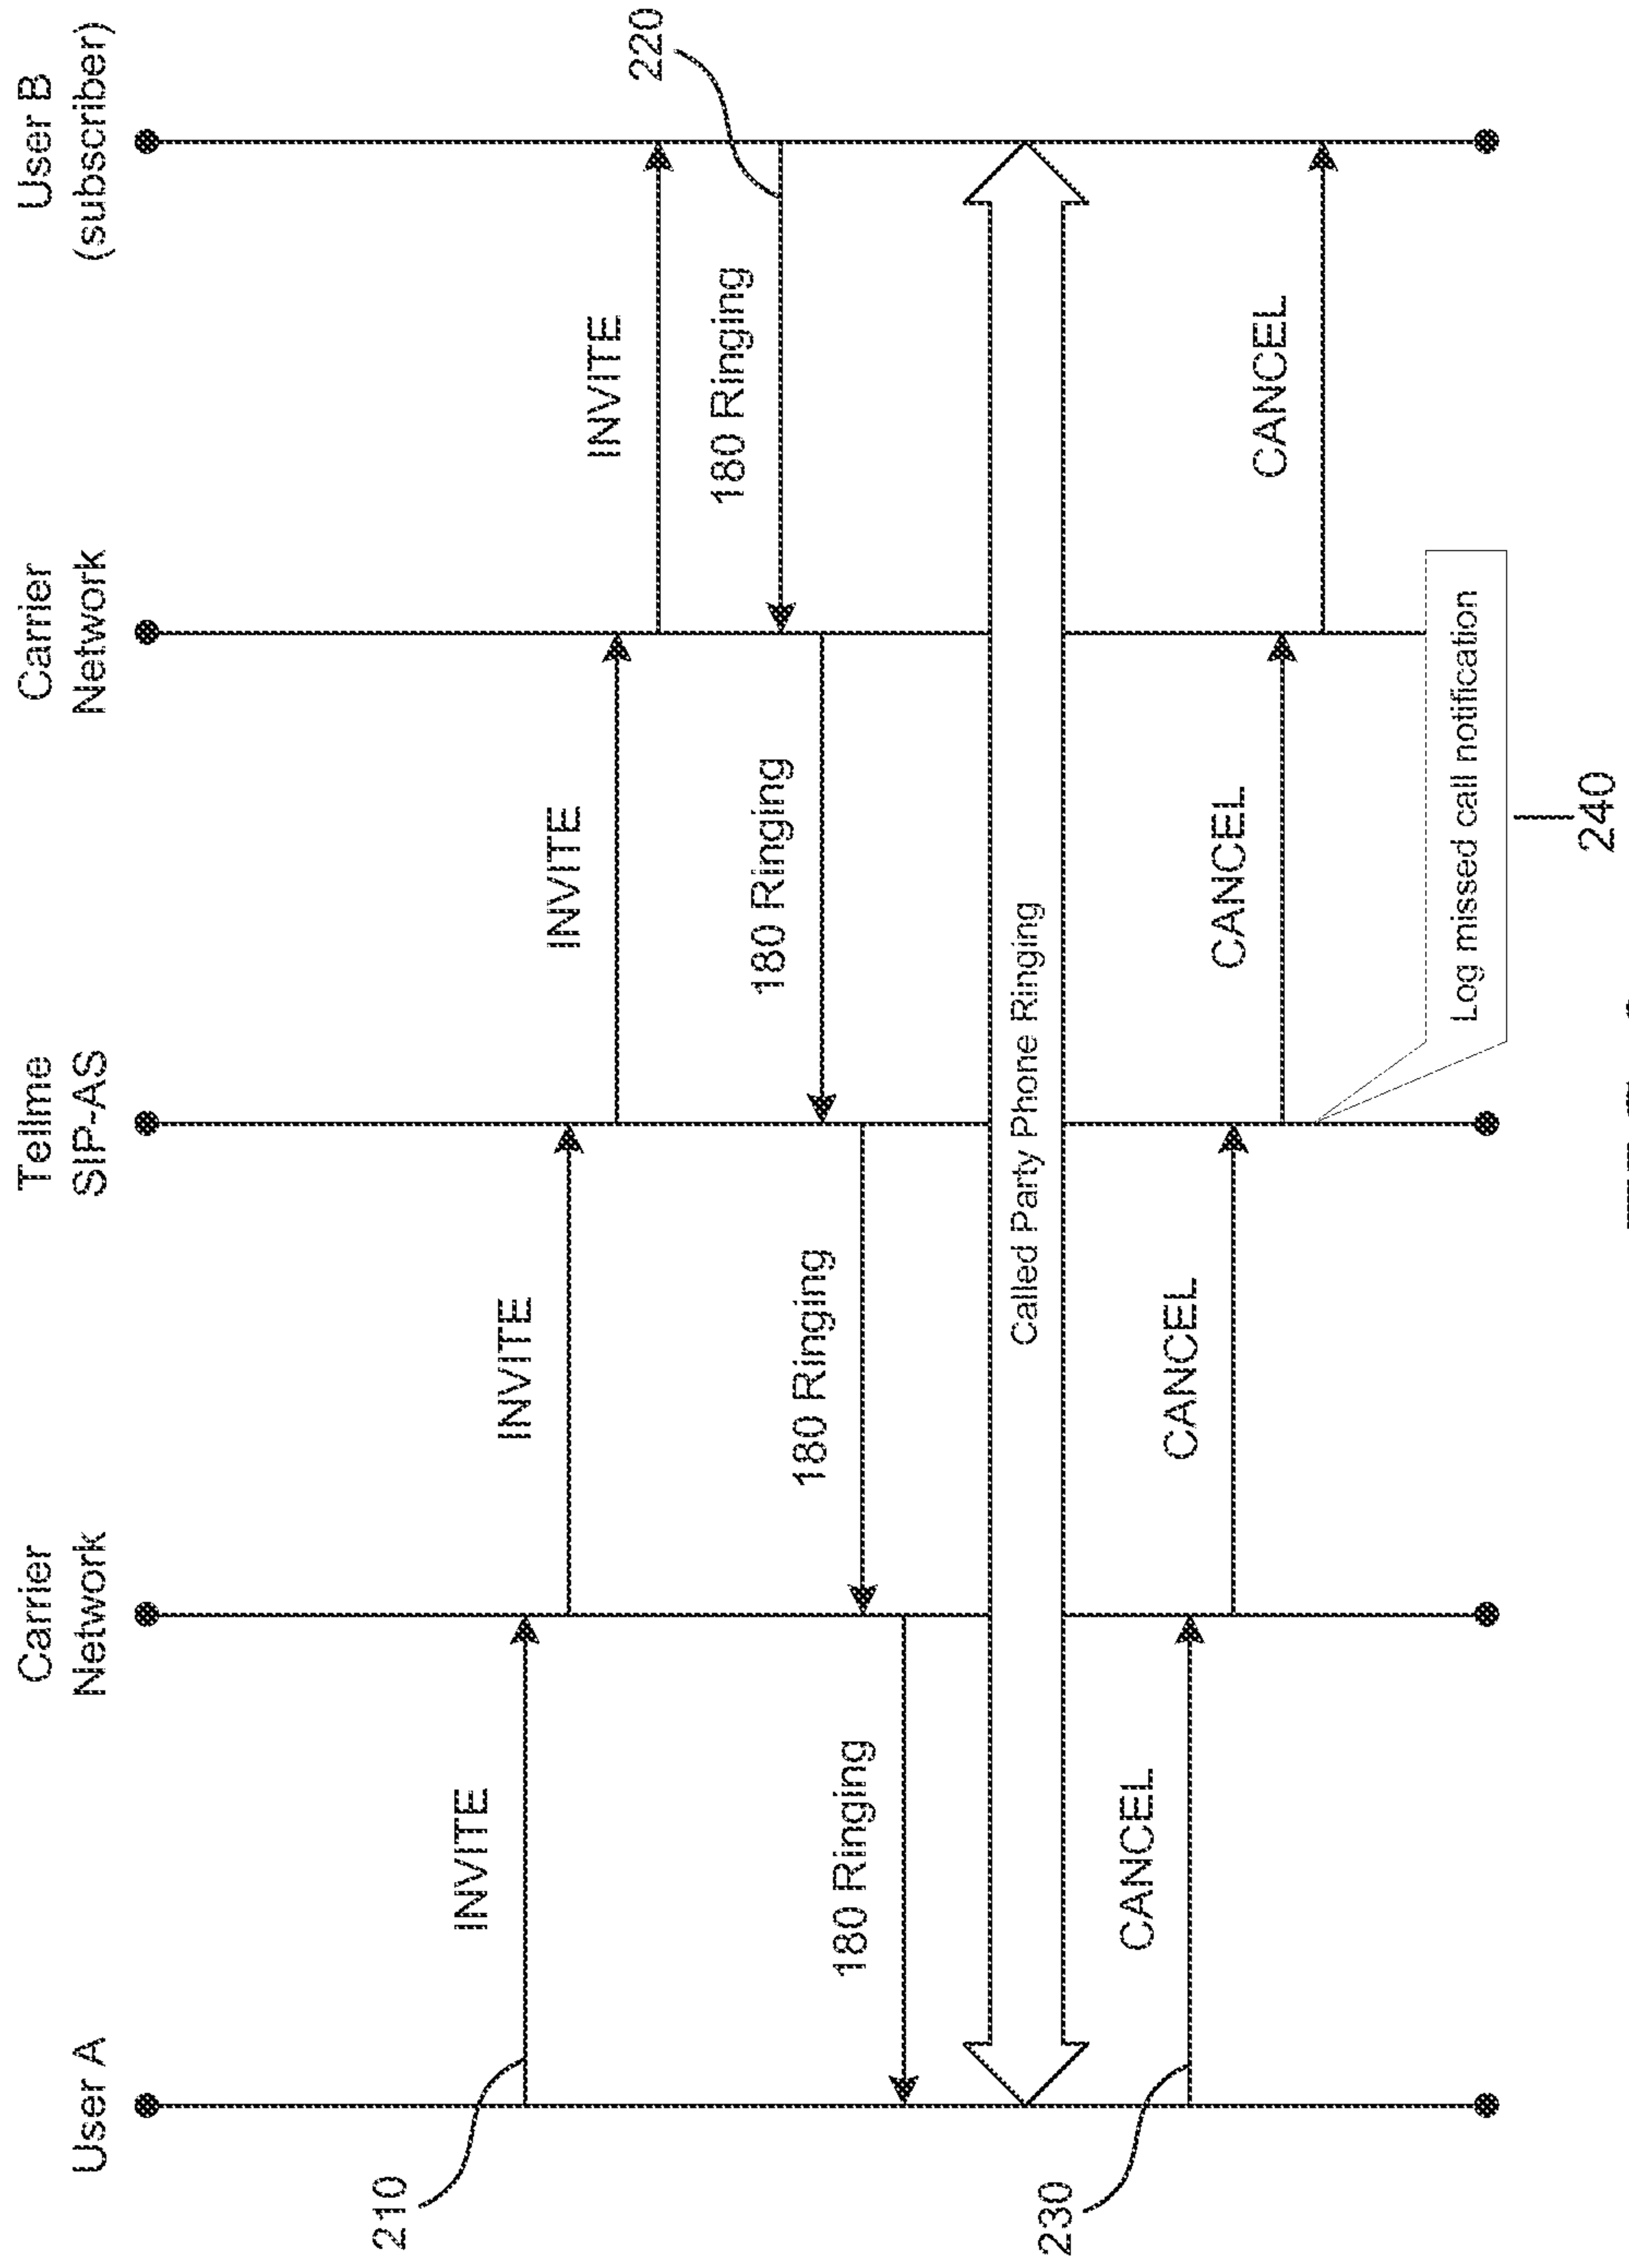 User A
Carrier
Network
Tellme
SIP-AS
Carrier
Network
User B
(subscriber)
210
INVITE
INVITE
INVITE
INVITE
220
180 Ringing
180 Ringing
180 Ringing
180 Ringing
Called Party Phone Ringing
230
CANCEL
CANCEL
CANCEL
CANCEL
Log missed call notification
240